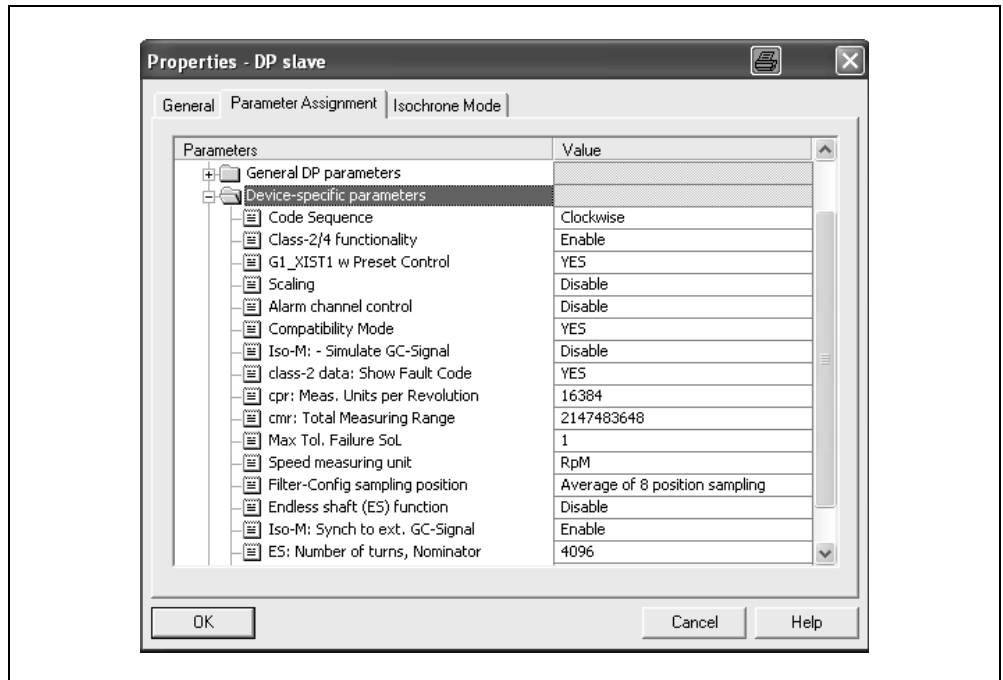 Properties - DP slave
General Parameter Assignment Isochrone Mode
Parameters Value
General DP parameters
Device-specific parameters
Code Sequence Clockwise
Class-2/4 functionality Enable
G1_XIST1 w Preset Control YES
Scaling Disable
Alarm channel control Disable
Compatibility Mode YES
Iso-M: - Simulate GC-Signal Disable
class-2 data: Show Fault Code YES
cpr: Meas. Units per Revolution 16384
cmr: Total Measuring Range 2147483648
Max Tol. Failure SoL 1
Speed measuring unit RpM
Filter-Config sampling position Average of 8 position sampling
Endless shaft (ES) function Disable
Iso-M: Synch to ext. GC-Signal Enable
ES: Number of turns, Nominator 4096
OK Cancel Help